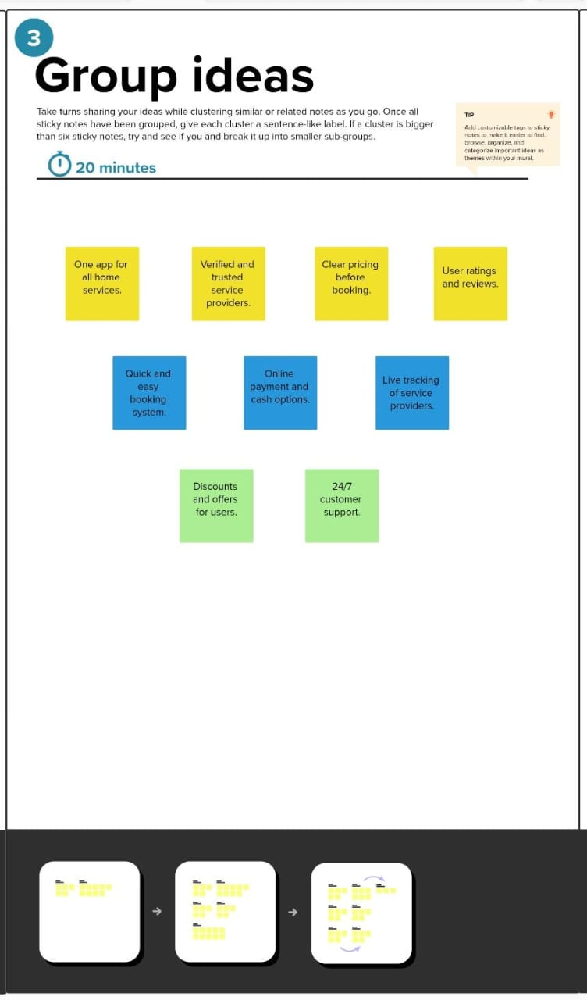 3
Group ideas
Take turns sharing your ideas while clustering similar or related notes as you go. Once all
sticky notes have been grouped, give each cluster a sentence-like label. If a cluster is bigger
than six sticky notes, try and see if you and break it up into smaller sub-groups.
20 minutes
TIP
Add customizable tags to sticky
notes to make it easier to find,
browse, organize, and
categorize important ideas as
themes within your mural.
One app for
all home
services.
Verified and
trusted
service
providers.
Clear pricing
before
booking.
User ratings
and reviews.
Quick and
easy
booking
system.
Online
payment and
cash options.
Live tracking
of service
providers.
Discounts
and offers
for users.
24/7
customer
support.